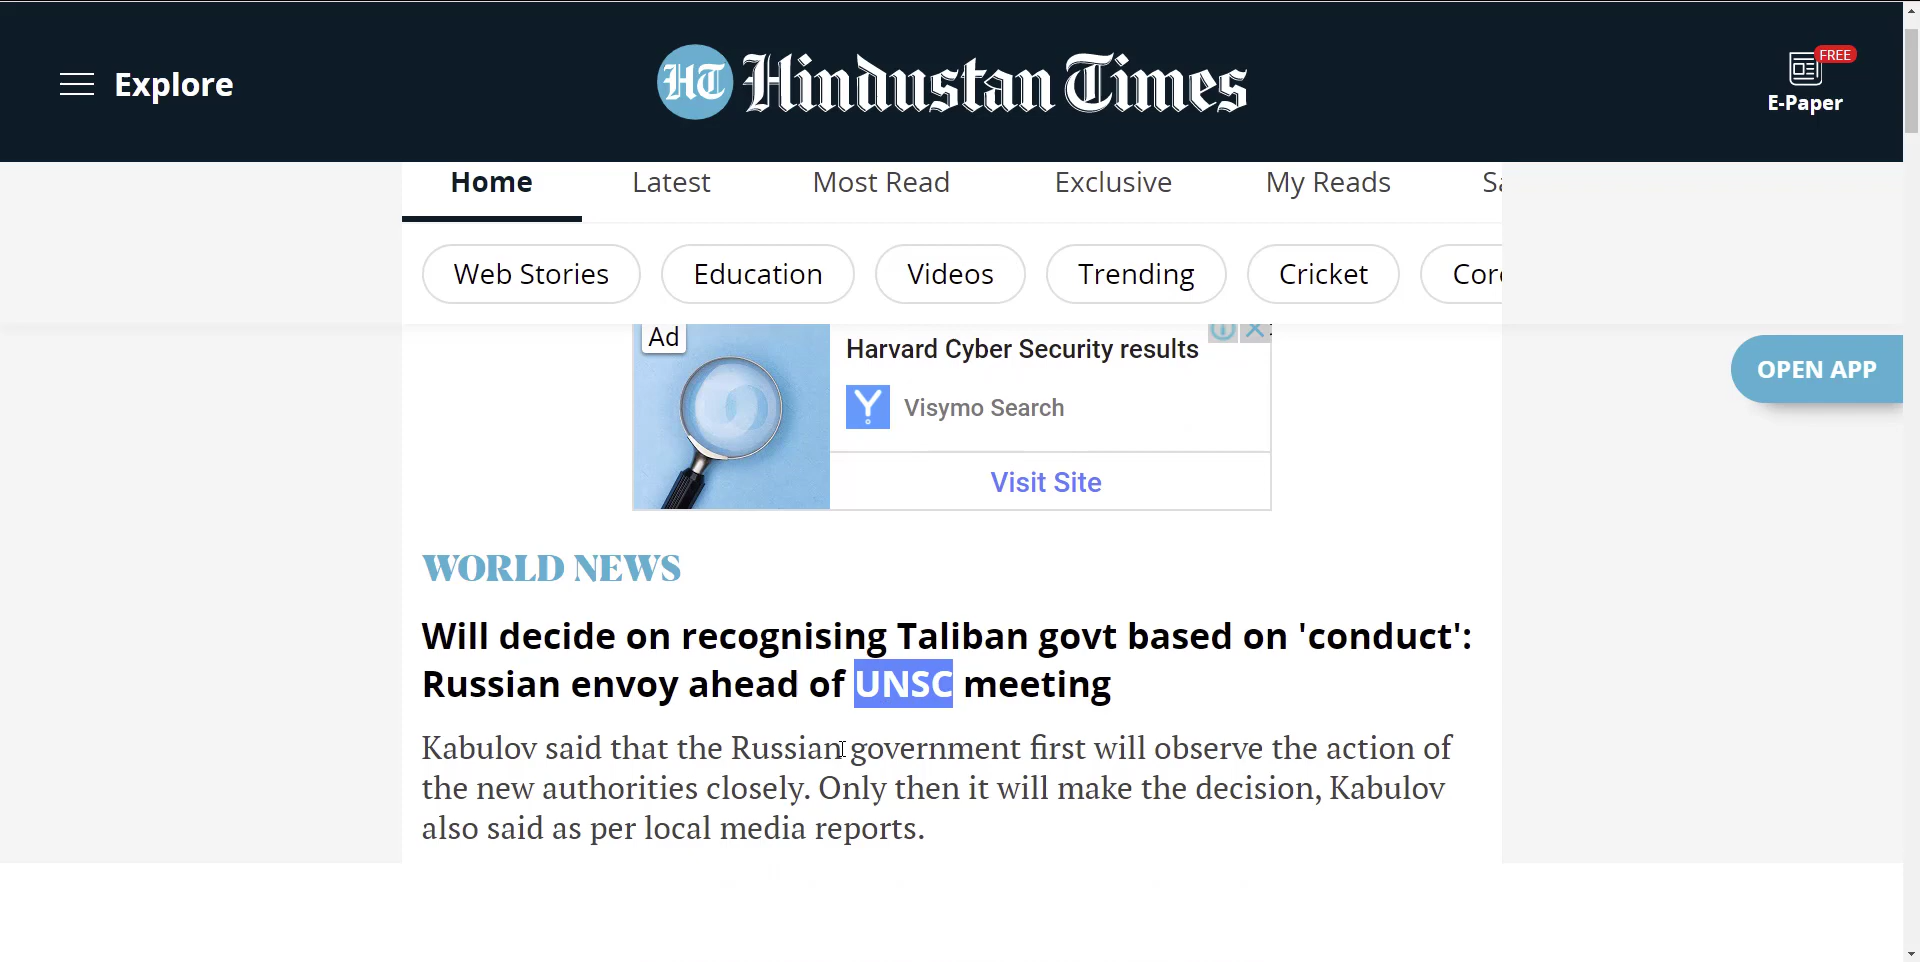 Explore
HT Hindustan Times
FREE
E-Paper
Home Latest Most Read Exclusive My Reads
Web Stories Education Videos Trending Cricket
Ad
Harvard Cyber Security results
Visymo Search
Visit Site
OPEN APP
WORLD NEWS
Will decide on recognising Taliban govt based on 'conduct':
Russian envoy ahead of UNSC meeting
Kabulov said that the Russian government first will observe the action of
the new authorities closely. Only then it will make the decision, Kabulov
also said as per local media reports.